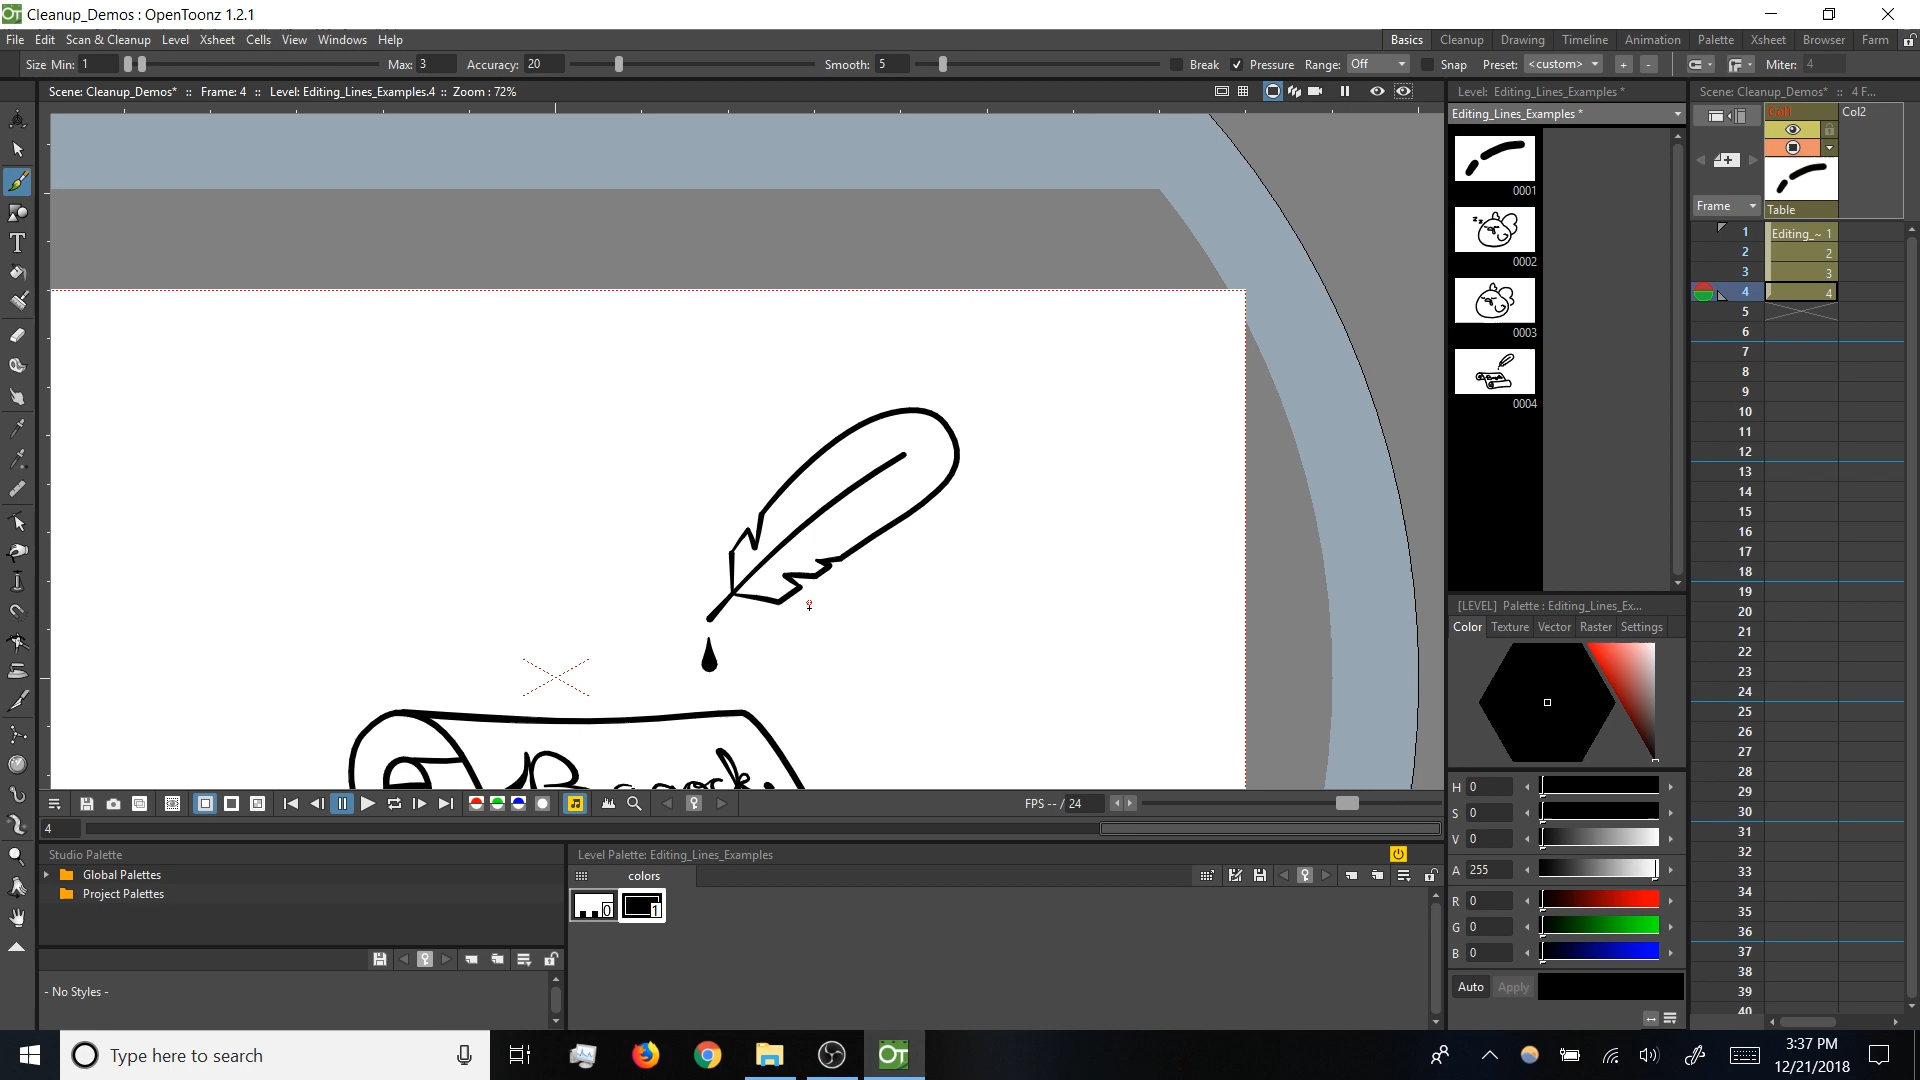 Cleanup_Demos : OpenToonz 1.2.1
File Edit Scan & Cleanup Level Xsheet Cells View Windows Help
Basics Cleanup Drawing Timeline Animation Palette Xsheet Browser Farm
Size Min: 1 Max: 3 Accuracy: 20 Smooth: 5 Break Pressure Range: Off Snap Preset: <custom> + - Miter: 4
Scene: Cleanup_Demos* :: Frame: 4 :: Level: Editing_Lines_Examples.4 :: Zoom : 72%
Level: Editing_Lines_Examples *
Scene: Cleanup_Demos* :: 4 F...
Editing_Lines_Examples *
Col2
0001
0002
0003
0004
Frame
Table
1 Editing_~ 1
2 2
3 3
4 4
5
6
7
8
9
10
11
12
13
14
15
16
17
18
19
20
21
22
23
24
25
26
27
28
29
30
31
32
33
34
35
36
37
38
39
40
[LEVEL] Palette : Editing_Lines_Ex...
Color Texture Vector Raster Settings
H 0
S 0
V 0
A 255
R 0
G 0
B 0
Auto Apply
FPS -- / 24
4
Studio Palette
Global Palettes
Project Palettes
- No Styles -
Level Palette: Editing_Lines_Examples
colors
0 1
Type here to search
OT
3:37 PM
12/21/2018